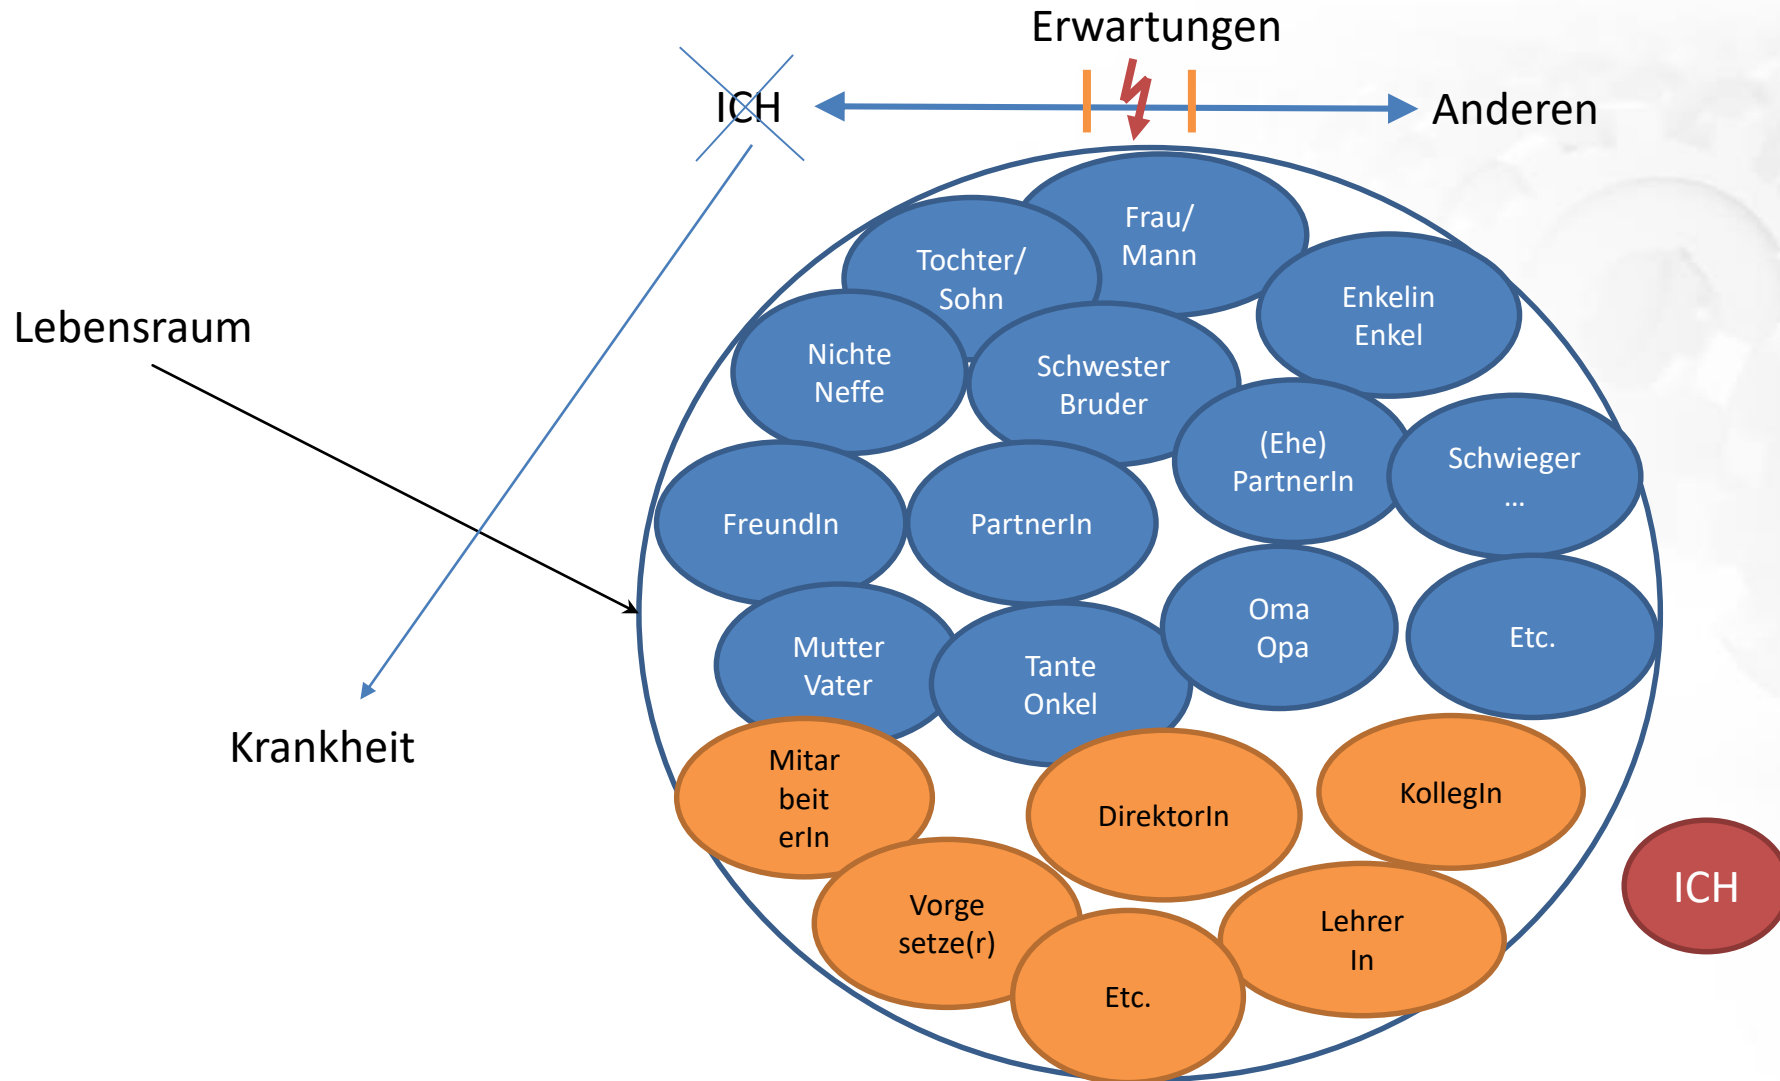 Erwartungen
ICH
Anderen
Frau/
Mann
Tochter/
Sohn
Enkelin
Enkel
Lebensraum
Nichte
Neffe
Schwester
Bruder
(Ehe)
PartnerIn
Schwieger
...
FreundIn
PartnerIn
Oma
Opa
Etc.
Mutter
Vater
Tante
Onkel
Krankheit
Mitar
beit
erIn
DirektorIn
KollegIn
ICH
Vorge
setze(r)
Lehrer
In
Etc.